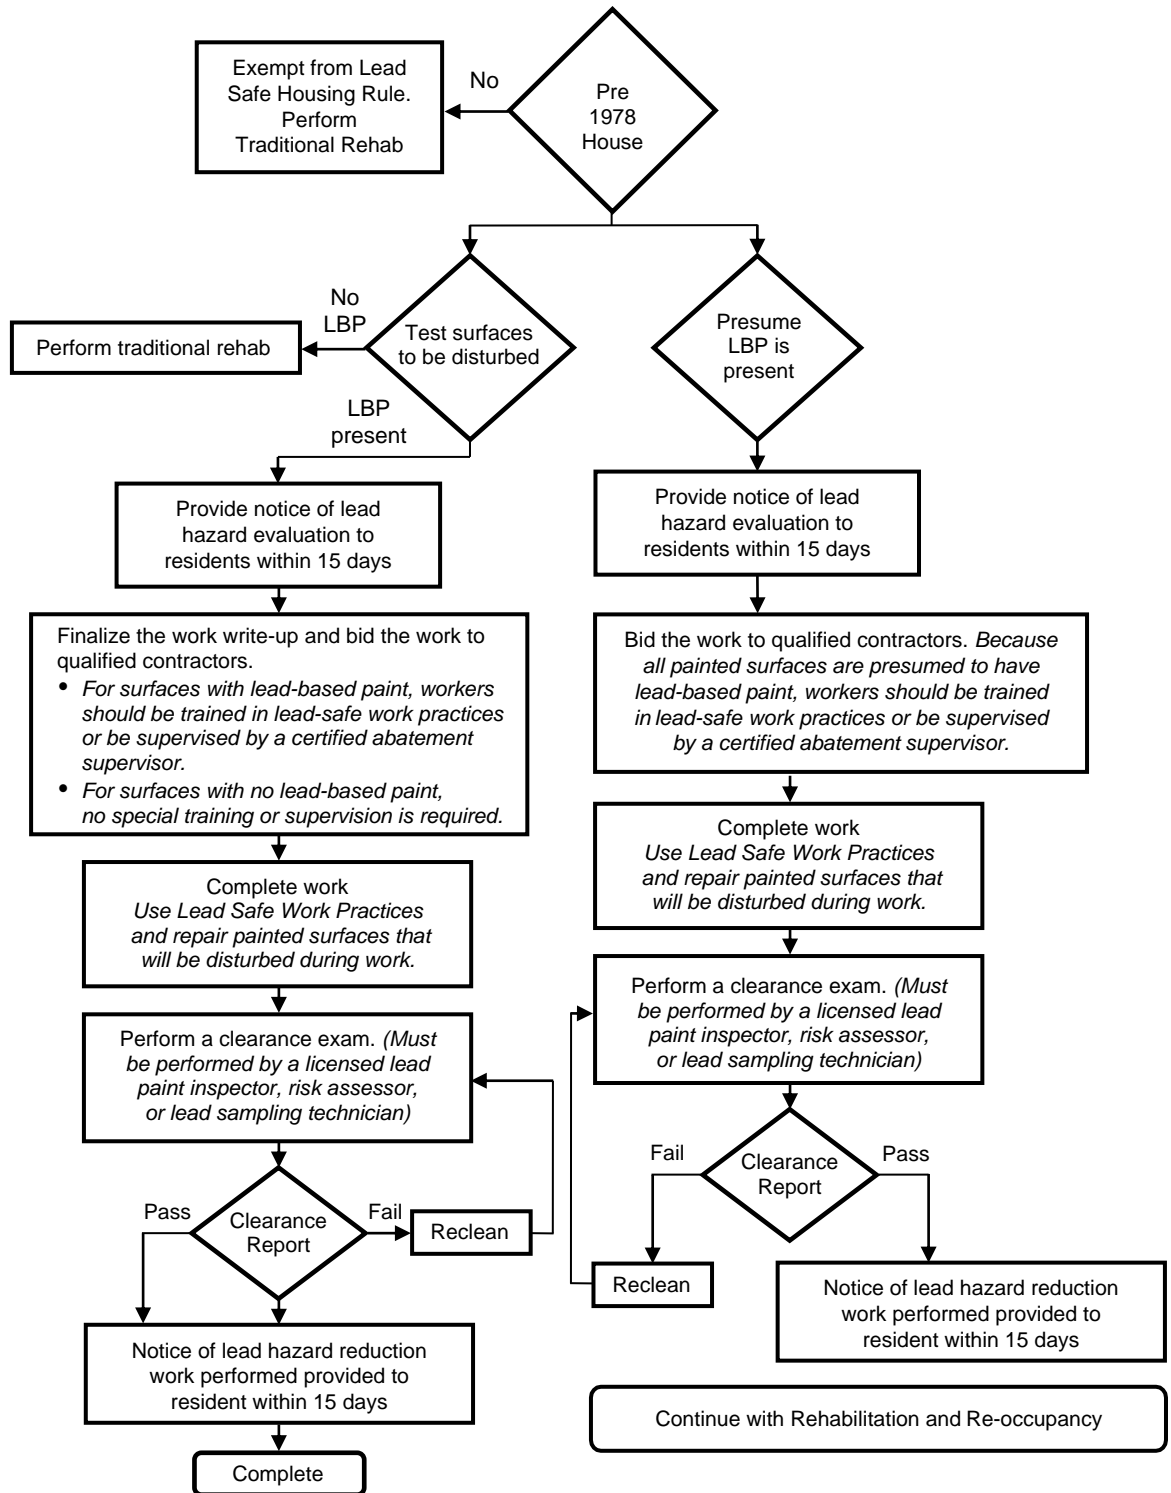 Exempt from Lead
Safe Housing Rule.
Perform
Traditional Rehab
No
Pre
1978
House
Perform traditional rehab
No
LBP
Test surfaces
to be disturbed
Presume
LBP is
present
LBP
present
Provide notice of lead
hazard evaluation to
residents within 15 days
Finalize the work write-up and bid the work to
qualified contractors.
• For surfaces with lead-based paint, workers
should be trained in lead-safe work practices
or be supervised by a certified abatement
supervisor.
• For surfaces with no lead-based paint,
no special training or supervision is required.
Complete work
Use Lead Safe Work Practices
and repair painted surfaces that
will be disturbed during work.
Perform a clearance exam. (Must
be performed by a licensed lead
paint inspector, risk assessor,
or lead sampling technician)
Pass
Clearance
Report
Fail
Reclean
Notice of lead hazard reduction
work performed provided to
resident within 15 days
Complete
Provide notice of lead
hazard evaluation to
residents within 15 days
Bid the work to qualified contractors. Because
all painted surfaces are presumed to have
lead-based paint, workers should be trained
in lead-safe work practices or be supervised
by a certified abatement supervisor.
Complete work
Use Lead Safe Work Practices
and repair painted surfaces that
will be disturbed during work.
Perform a clearance exam. (Must
be performed by a licensed lead
paint inspector, risk assessor,
or lead sampling technician)
Fail
Clearance
Report
Pass
Reclean
Notice of lead hazard reduction
work performed provided to
resident within 15 days
Continue with Rehabilitation and Re-occupancy